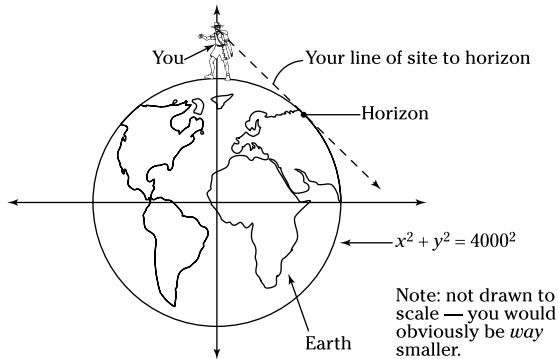 You
Your line of site to horizon
Horizon
x² + y² = 4000²
Note: not drawn to
scale — you would
obviously be way
smaller.
Earth